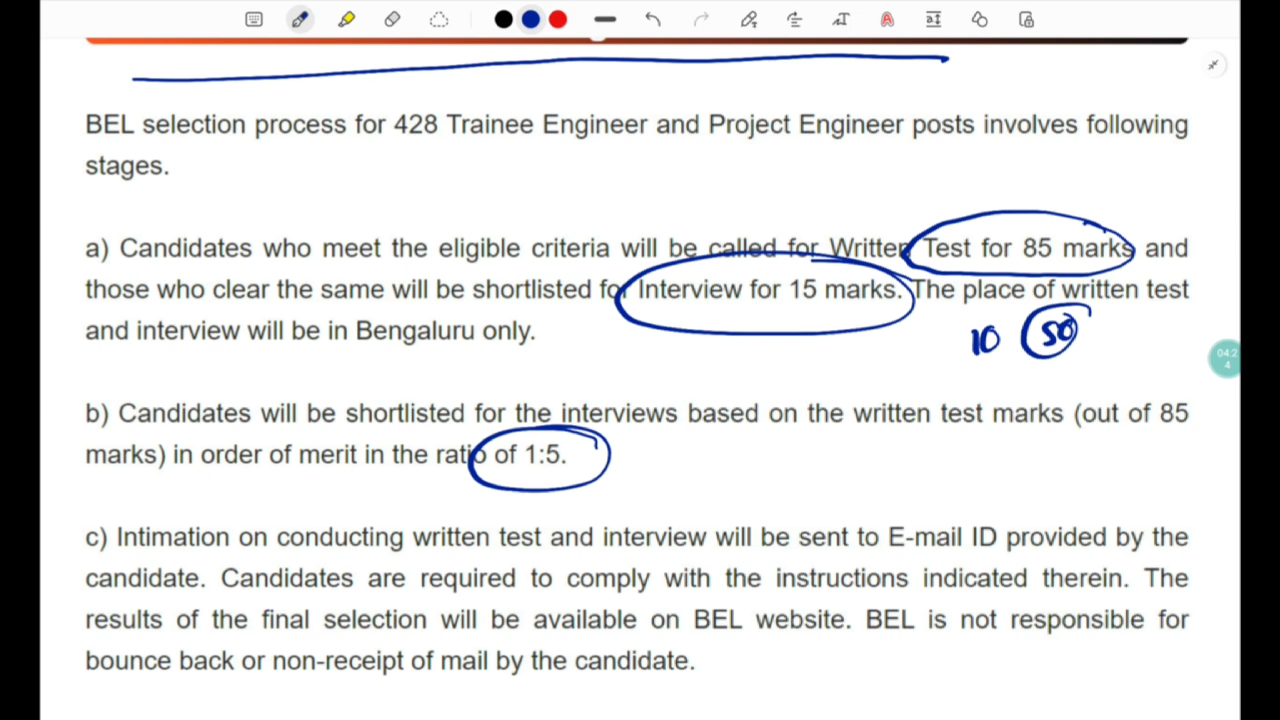 BEL selection process for 428 Trainee Engineer and Project Engineer posts involves following
stages.
a) Candidates who meet the eligible criteria will be called for Written Test for 85 marks and
those who clear the same will be shortlisted for Interview for 15 marks. The place of written test
and interview will be in Bengaluru only.
10 50
b) Candidates will be shortlisted for the interviews based on the written test marks (out of 85
marks) in order of merit in the ratio of 1:5.
c) Intimation on conducting written test and interview will be sent to E-mail ID provided by the
candidate. Candidates are required to comply with the instructions indicated therein. The
results of the final selection will be available on BEL website. BEL is not responsible for
bounce back or non-receipt of mail by the candidate.
04:2
4